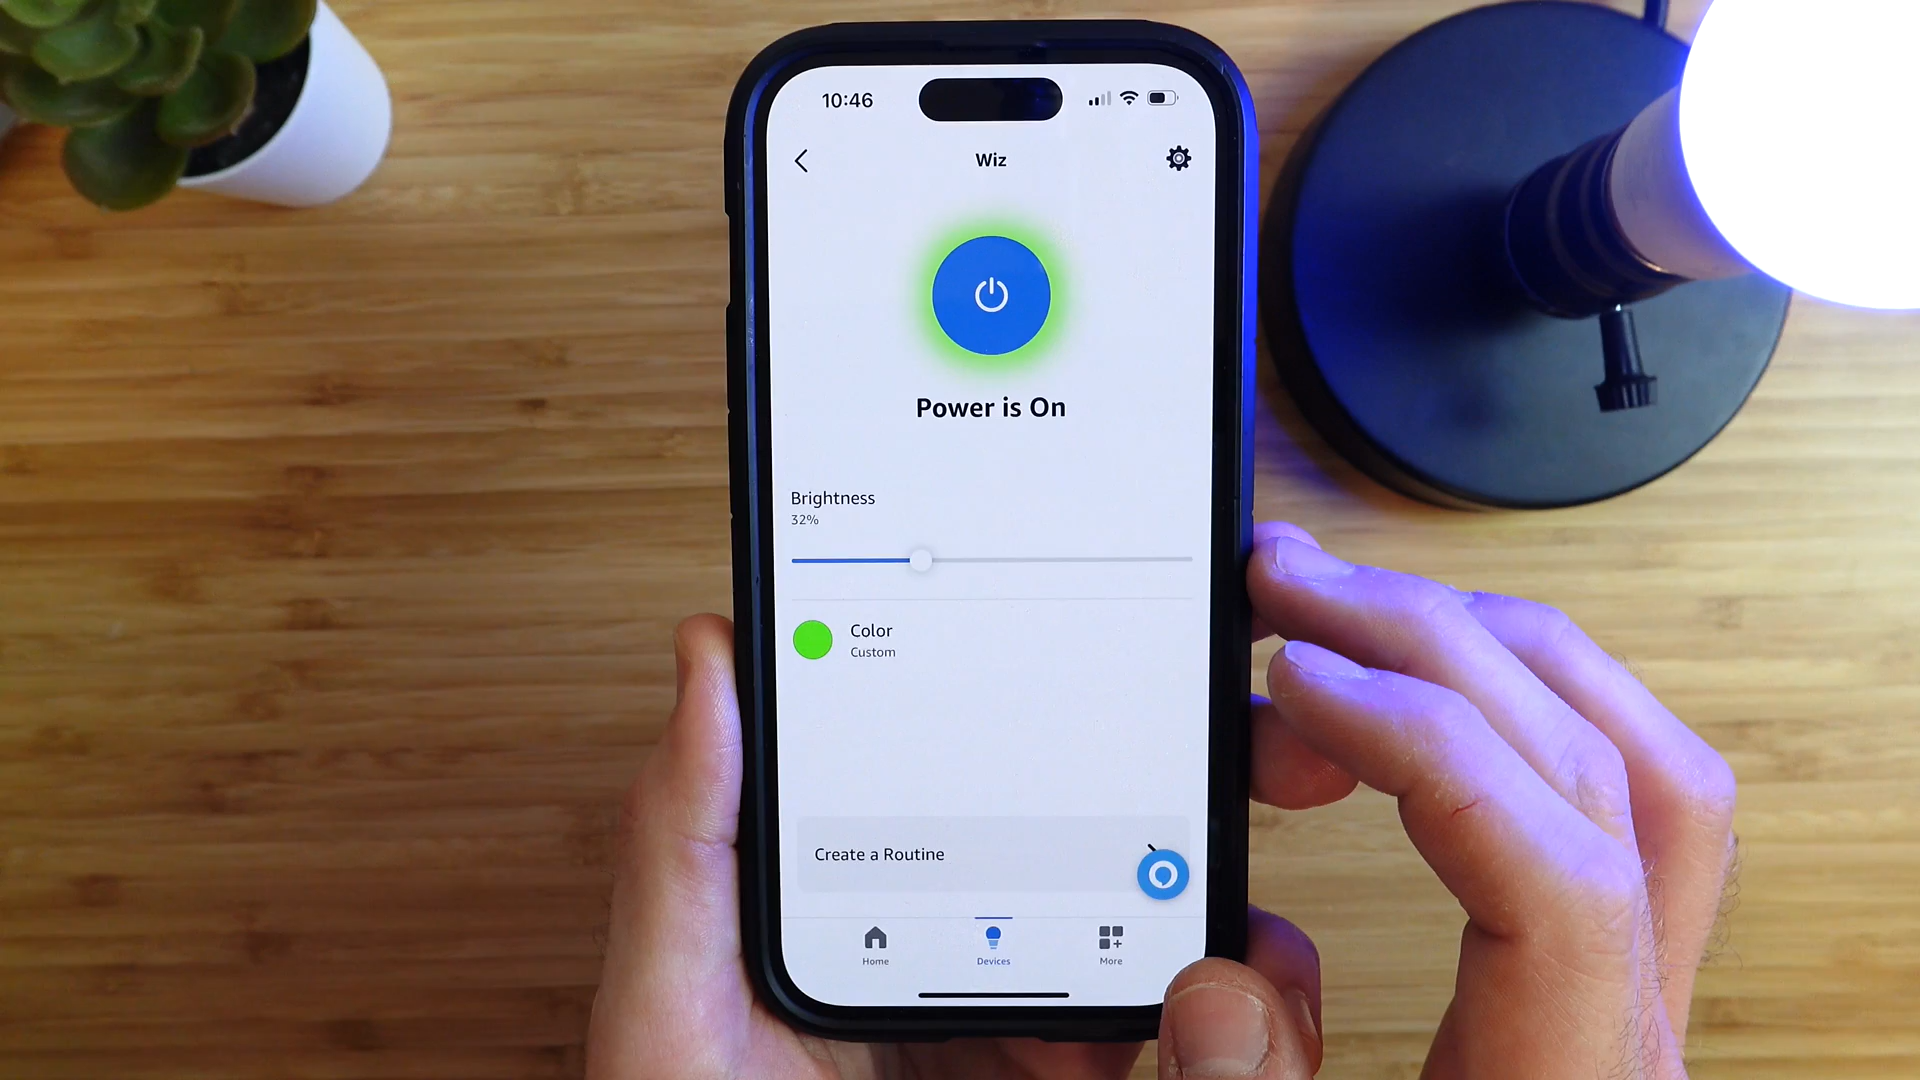 10:46
Wiz
Power is On
Brightness
32%
Color
Custom
Create a Routine
Home
Devices
More